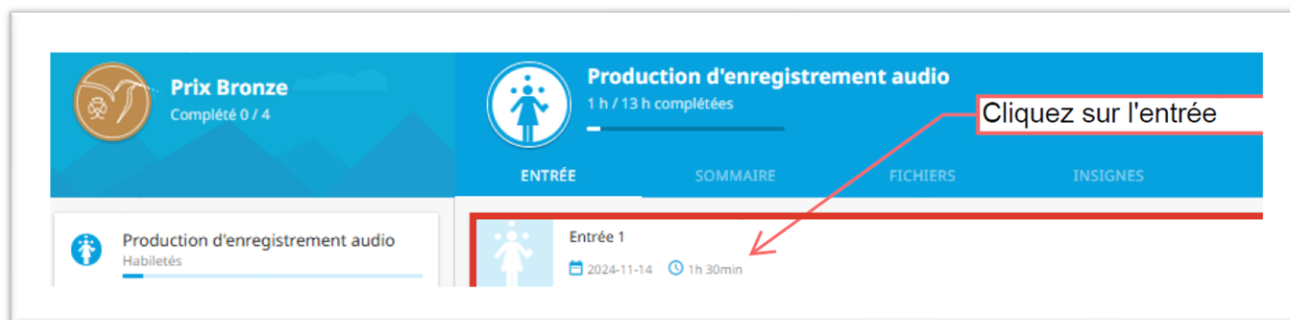 Prix Bronze
Complété 0 / 4
Production d'enregistrement audio
1 h / 13 h complétées
Cliquez sur l'entrée
ENTRÉE SOMMAIRE FICHIERS INSIGNES
Production d'enregistrement audio
Habiletés
Entrée 1
2024-11-14 1h 30min